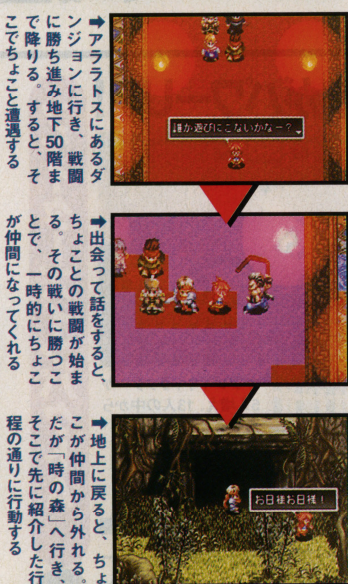 ➡アララトスにあるダ
ンジョンに行き、戦闘
に勝ち進み地下50階ま
で降りる。すると、そ
こでちょこと遭遇する
誰か遊びにこないかなー?
➡出会って話をすると、
ちょことの戦闘が始ま
る。その戦いに勝つこ
とで、一時的にちょこ
が仲間になってくれる
➡地上に戻ると、ちょ
こが仲間から外れる。
だが「時の森」へ行き、
そこで先に紹介した行
程の通りに行動する
お日様お日様!